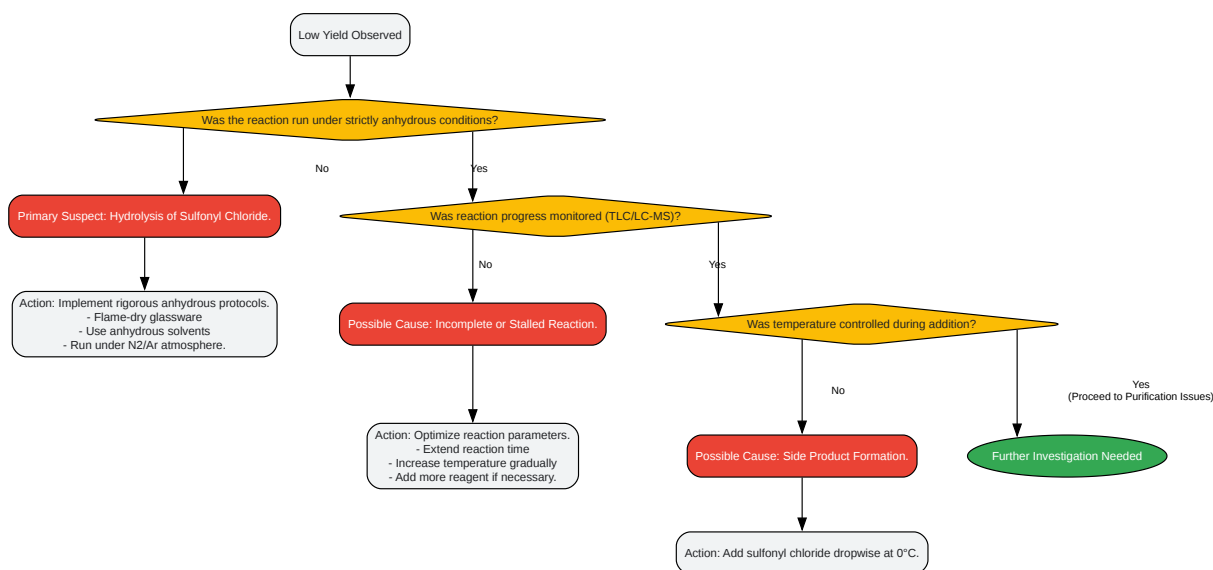 Low Yield Observed
Was the reaction run under strictly anhydrous conditions?
No
Yes
Primary Suspect: Hydrolysis of Sulfonyl Chloride.
Was reaction progress monitored (TLC/LC-MS)?
Action: Implement rigorous anhydrous protocols.
- Flame-dry glassware
- Use anhydrous solvents
- Run under N2/Ar atmosphere.
No
Yes
Possible Cause: Incomplete or Stalled Reaction.
Was temperature controlled during addition?
Action: Optimize reaction parameters.
- Extend reaction time
- Increase temperature gradually
- Add more reagent if necessary.
No
Yes
(Proceed to Purification Issues)
Possible Cause: Side Product Formation.
Further Investigation Needed
Action: Add sulfonyl chloride dropwise at 0°C.